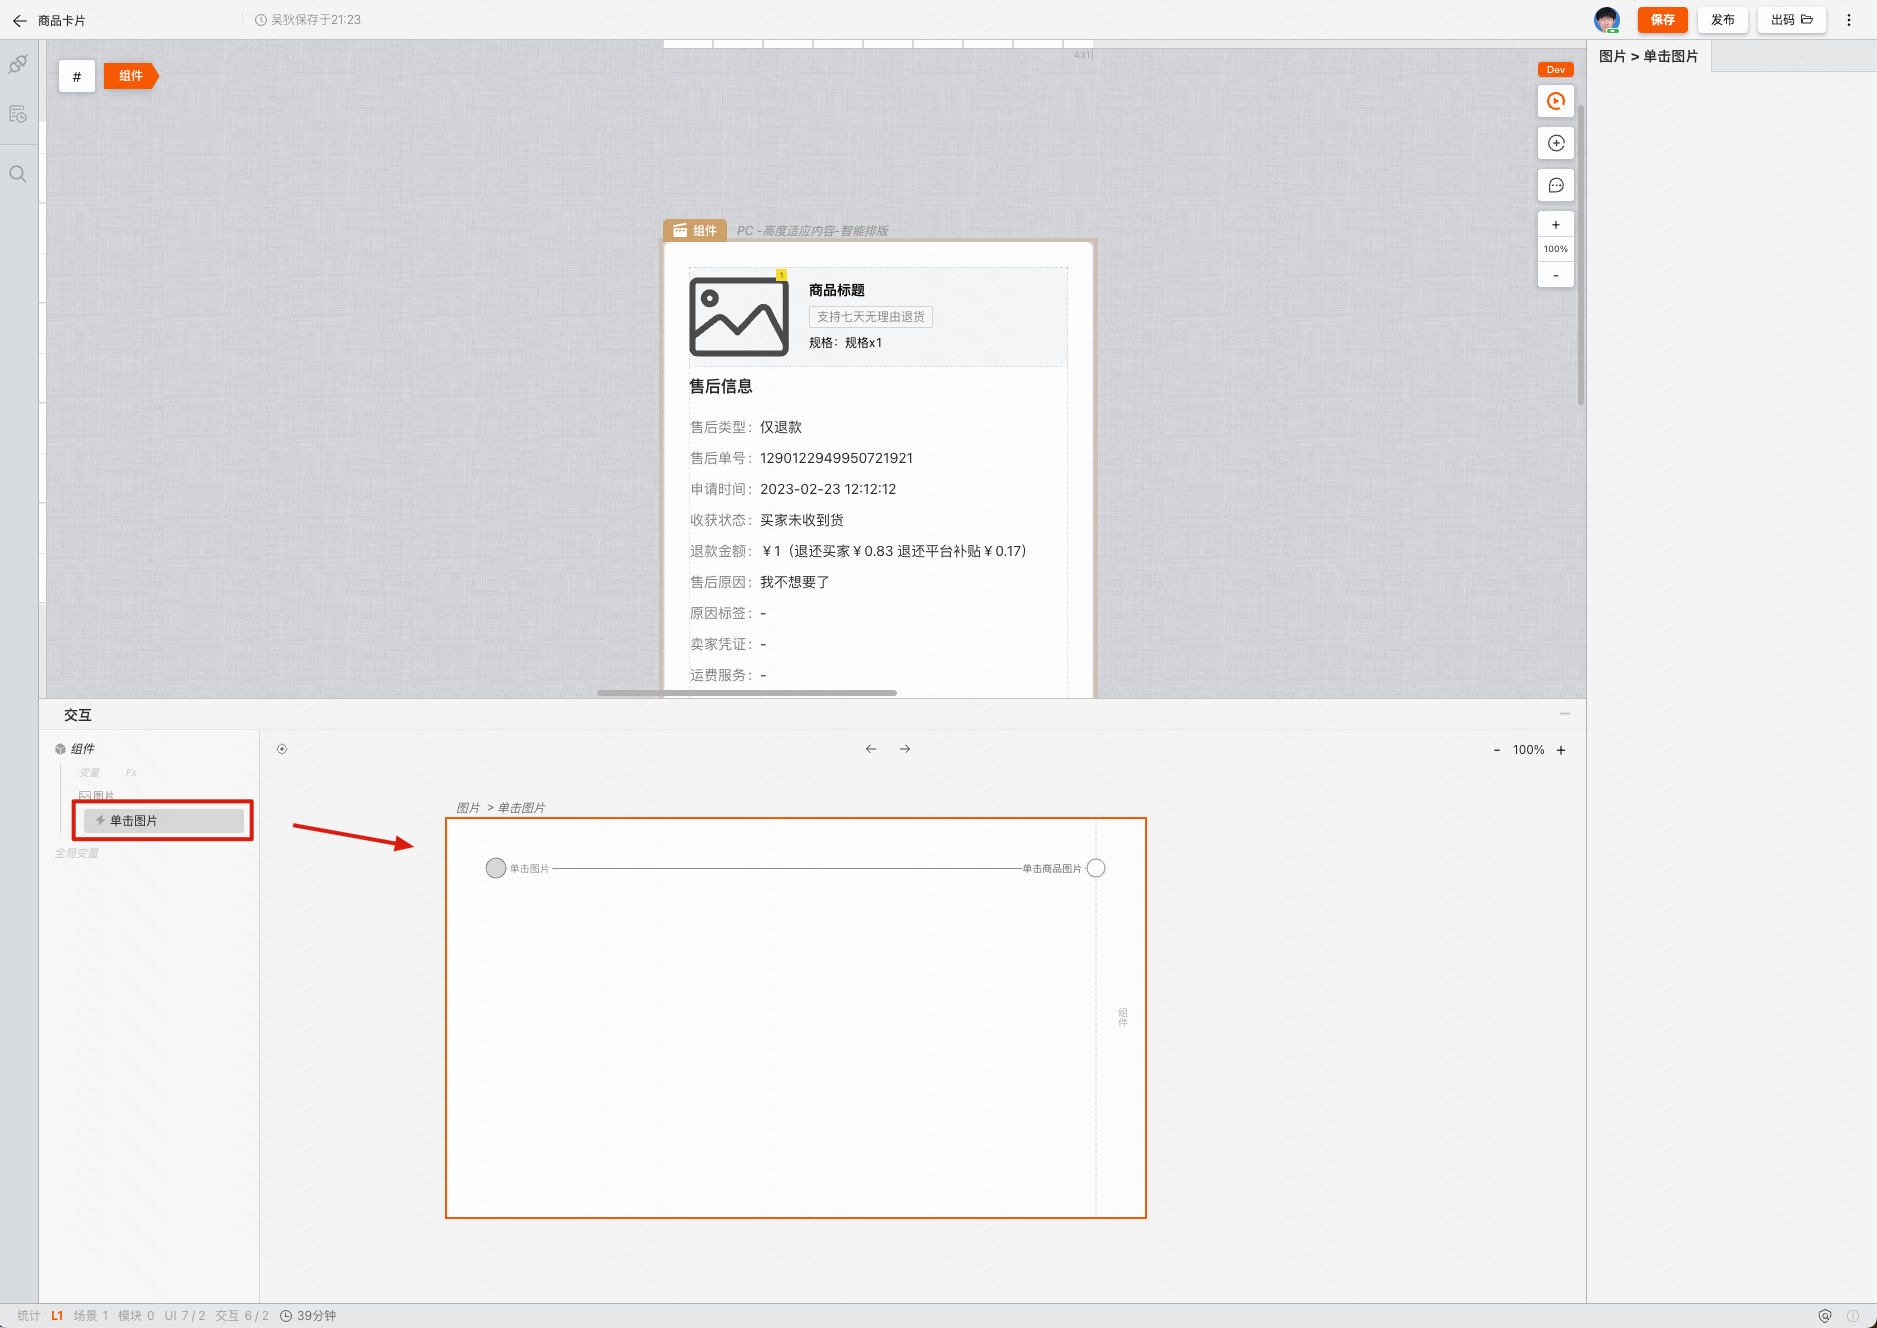 商品卡片
吴狄保存于21:23
保存
发布
出码
#
组件
431
Dev
图片 > 单击图片
+
100%
-
组件
PC -高度适应内容-智能排版
1
商品标题
支持七天无理由退货
规格：规格x1
售后信息
售后类型：仅退款
售后单号：1290122949950721921
申请时间：2023-02-23 12:12:12
收获状态：买家未收到货
退款金额：￥1（退还买家￥0.83 退还平台补贴￥0.17）
售后原因：我不想要了
原因标签：-
卖家凭证：-
运费服务：-
交互
组件
- 100% +
变量 Fx
图片
单击图片
全局变量
图片 > 单击图片
单击图片
单击商品图片
组件
统计 L1 场景 1 模块 0 UI 7 / 2 交互 6 / 2 39分钟